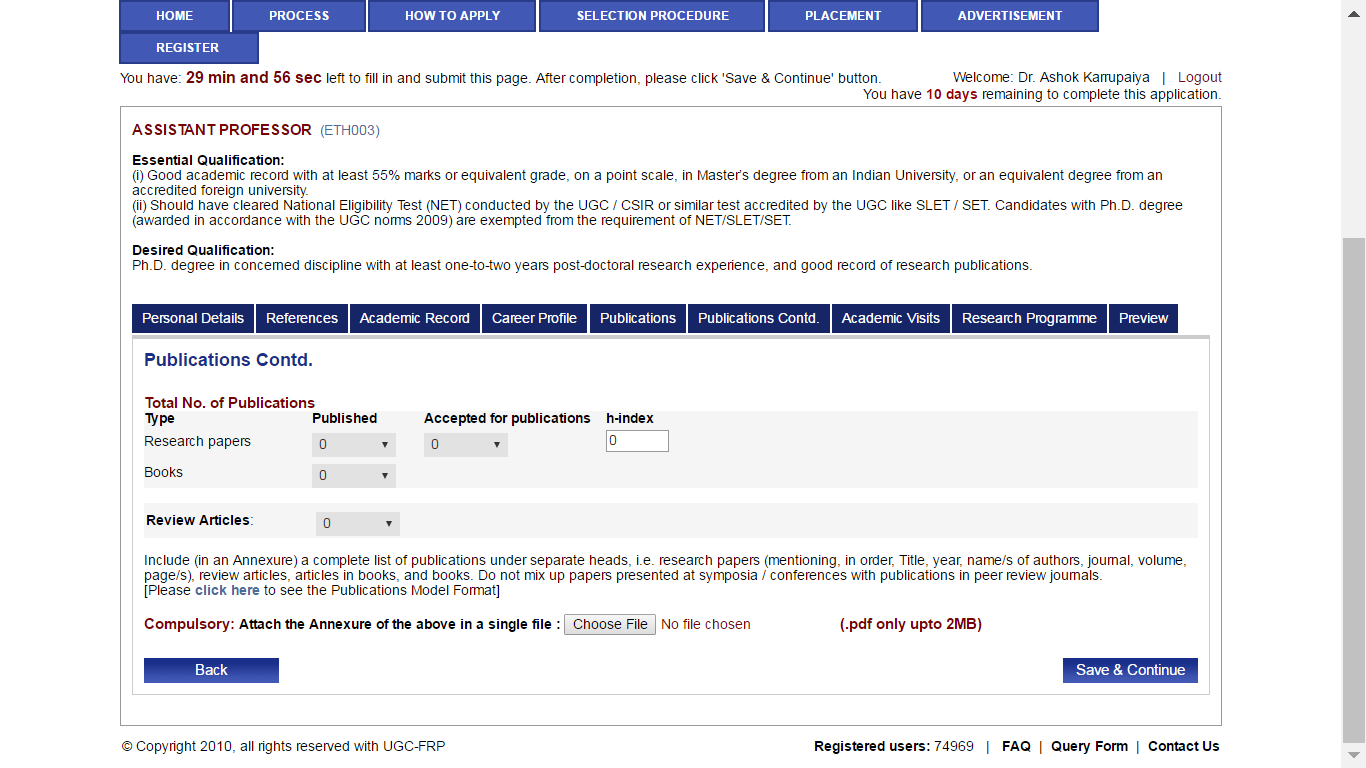 HOME PROCESS HOW TO APPLY SELECTION PROCEDURE PLACEMENT ADVERTISEMENT
REGISTER
You have: 29 min and 56 sec left to fill in and submit this page. After completion, please click 'Save & Continue' button. Welcome: Dr. Ashok Karrupaiya | Logout
You have 10 days remaining to complete this application.
ASSISTANT PROFESSOR (ETH003)
Essential Qualification:
(i) Good academic record with at least 55% marks or equivalent grade, on a point scale, in Master's degree from an Indian University, or an equivalent degree from an
accredited foreign university.
(ii) Should have cleared National Eligibility Test (NET) conducted by the UGC / CSIR or similar test accredited by the UGC like SLET / SET. Candidates with Ph.D. degree
(awarded in accordance with the UGC norms 2009) are exempted from the requirement of NET/SLET/SET.
Desired Qualification:
Ph.D. degree in concerned discipline with at least one-to-two years post-doctoral research experience, and good record of research publications.
Personal Details References Academic Record Career Profile Publications Publications Contd. Academic Visits Research Programme Preview
Publications Contd.
Total No. of Publications
Type Published Accepted for publications h-index
Research papers 0 0 0
Books 0
Review Articles: 0
Include (in an Annexure) a complete list of publications under separate heads, i.e. research papers (mentioning, in order, Title, year, name/s of authors, journal, volume,
page/s), review articles, articles in books, and books. Do not mix up papers presented at symposia / conferences with publications in peer review journals.
[Please click here to see the Publications Model Format]
Compulsory: Attach the Annexure of the above in a single file : Choose File No file chosen (.pdf only upto 2MB)
Back Save & Continue
© Copyright 2010, all rights reserved with UGC-FRP Registered users: 74969 | FAQ | Query Form | Contact Us